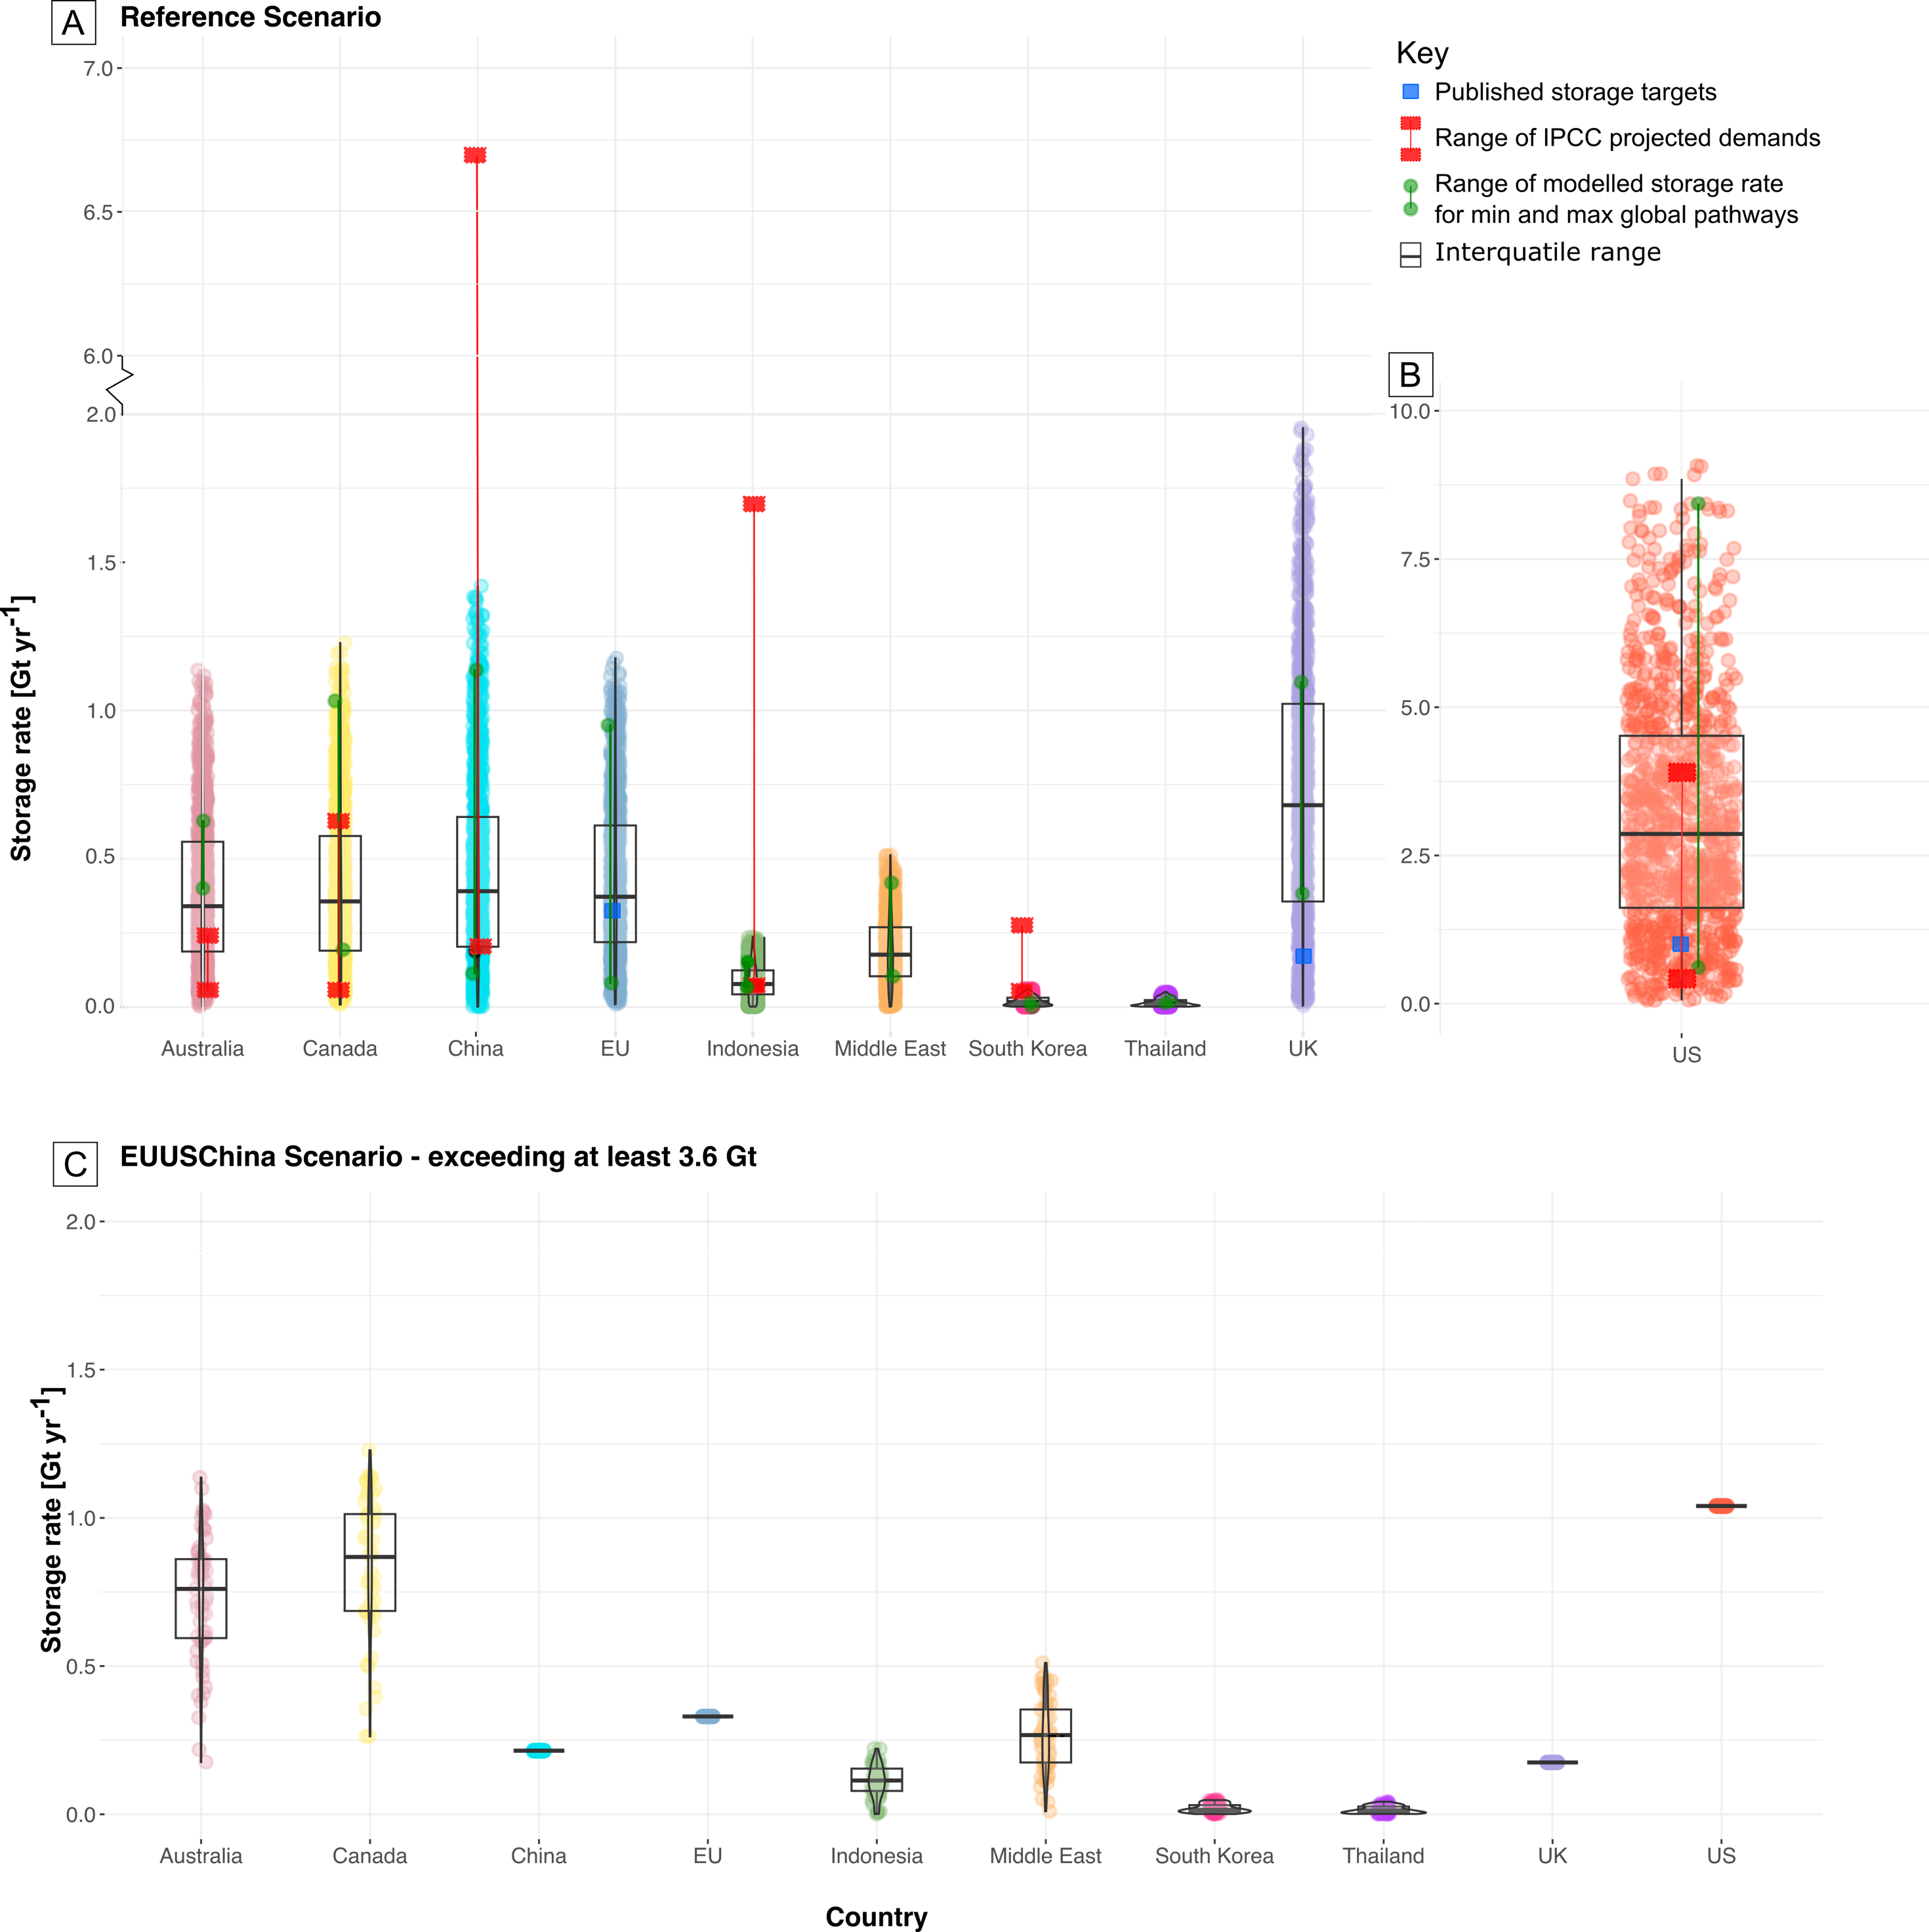 A
Reference Scenario
7.0
6.5
6.0
2.0
1.5
1.0
0.5
0.0
Storage rate [Gt yr-1]
Australia
Canada
China
EU
Indonesia
Middle East
South Korea
Thailand
UK
Key
Published storage targets
Range of IPCC projected demands
Range of modelled storage rate
for min and max global pathways
Interquatile range
B
10.0
7.5
5.0
2.5
0.0
US
C
EUUSChina Scenario - exceeding at least 3.6 Gt
2.0
1.5
1.0
0.5
0.0
Storage rate [Gt yr-1]
Australia
Canada
China
EU
Indonesia
Middle East
South Korea
Thailand
UK
US
Country